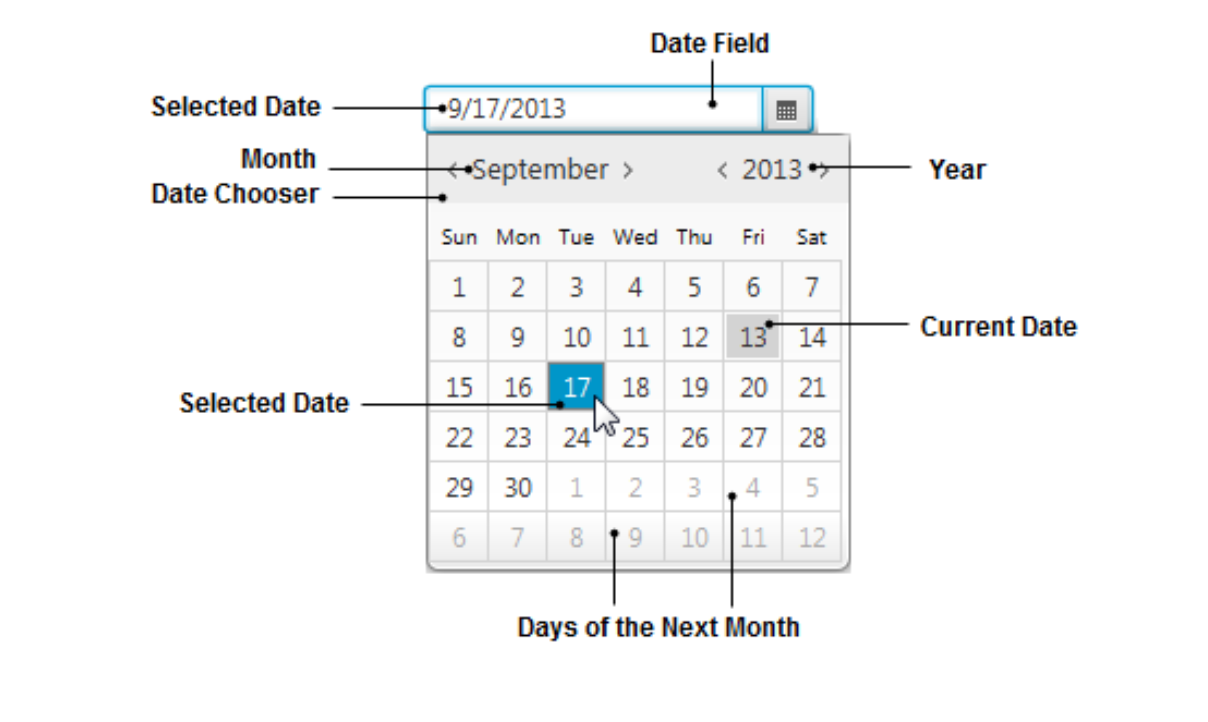 Date Field
Selected Date
9/17/2013
Month
< September >
< 2013 >
Year
Date Chooser
Sun Mon Tue Wed Thu Fri Sat
1 2 3 4 5 6 7
8 9 10 11 12 13 14
Current Date
15 16 17 18 19 20 21
Selected Date
22 23 24 25 26 27 28
29 30 1 2 3 4 5
6 7 8 9 10 11 12
Days of the Next Month